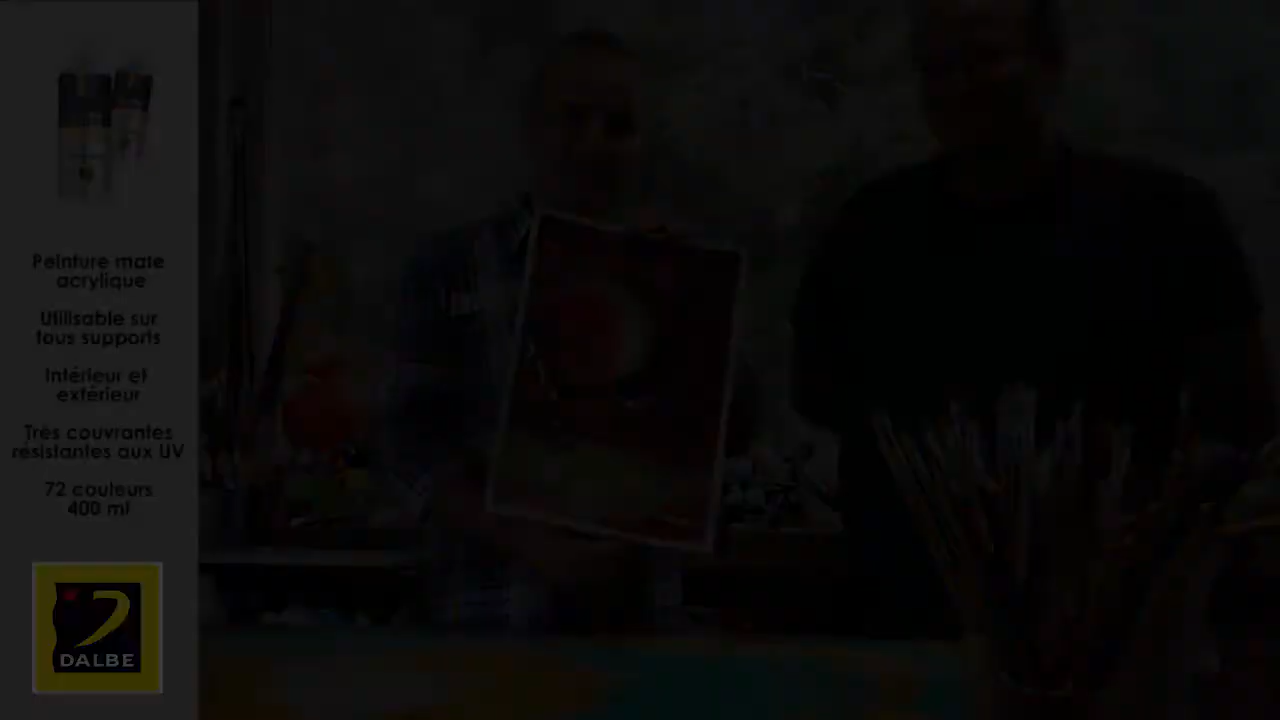 Peinture mate
acrylique
Utilisable sur
tous supports
Intérieur et
extérieur
Très couvrantes
résistantes aux UV
72 couleurs
400 ml
DALBE